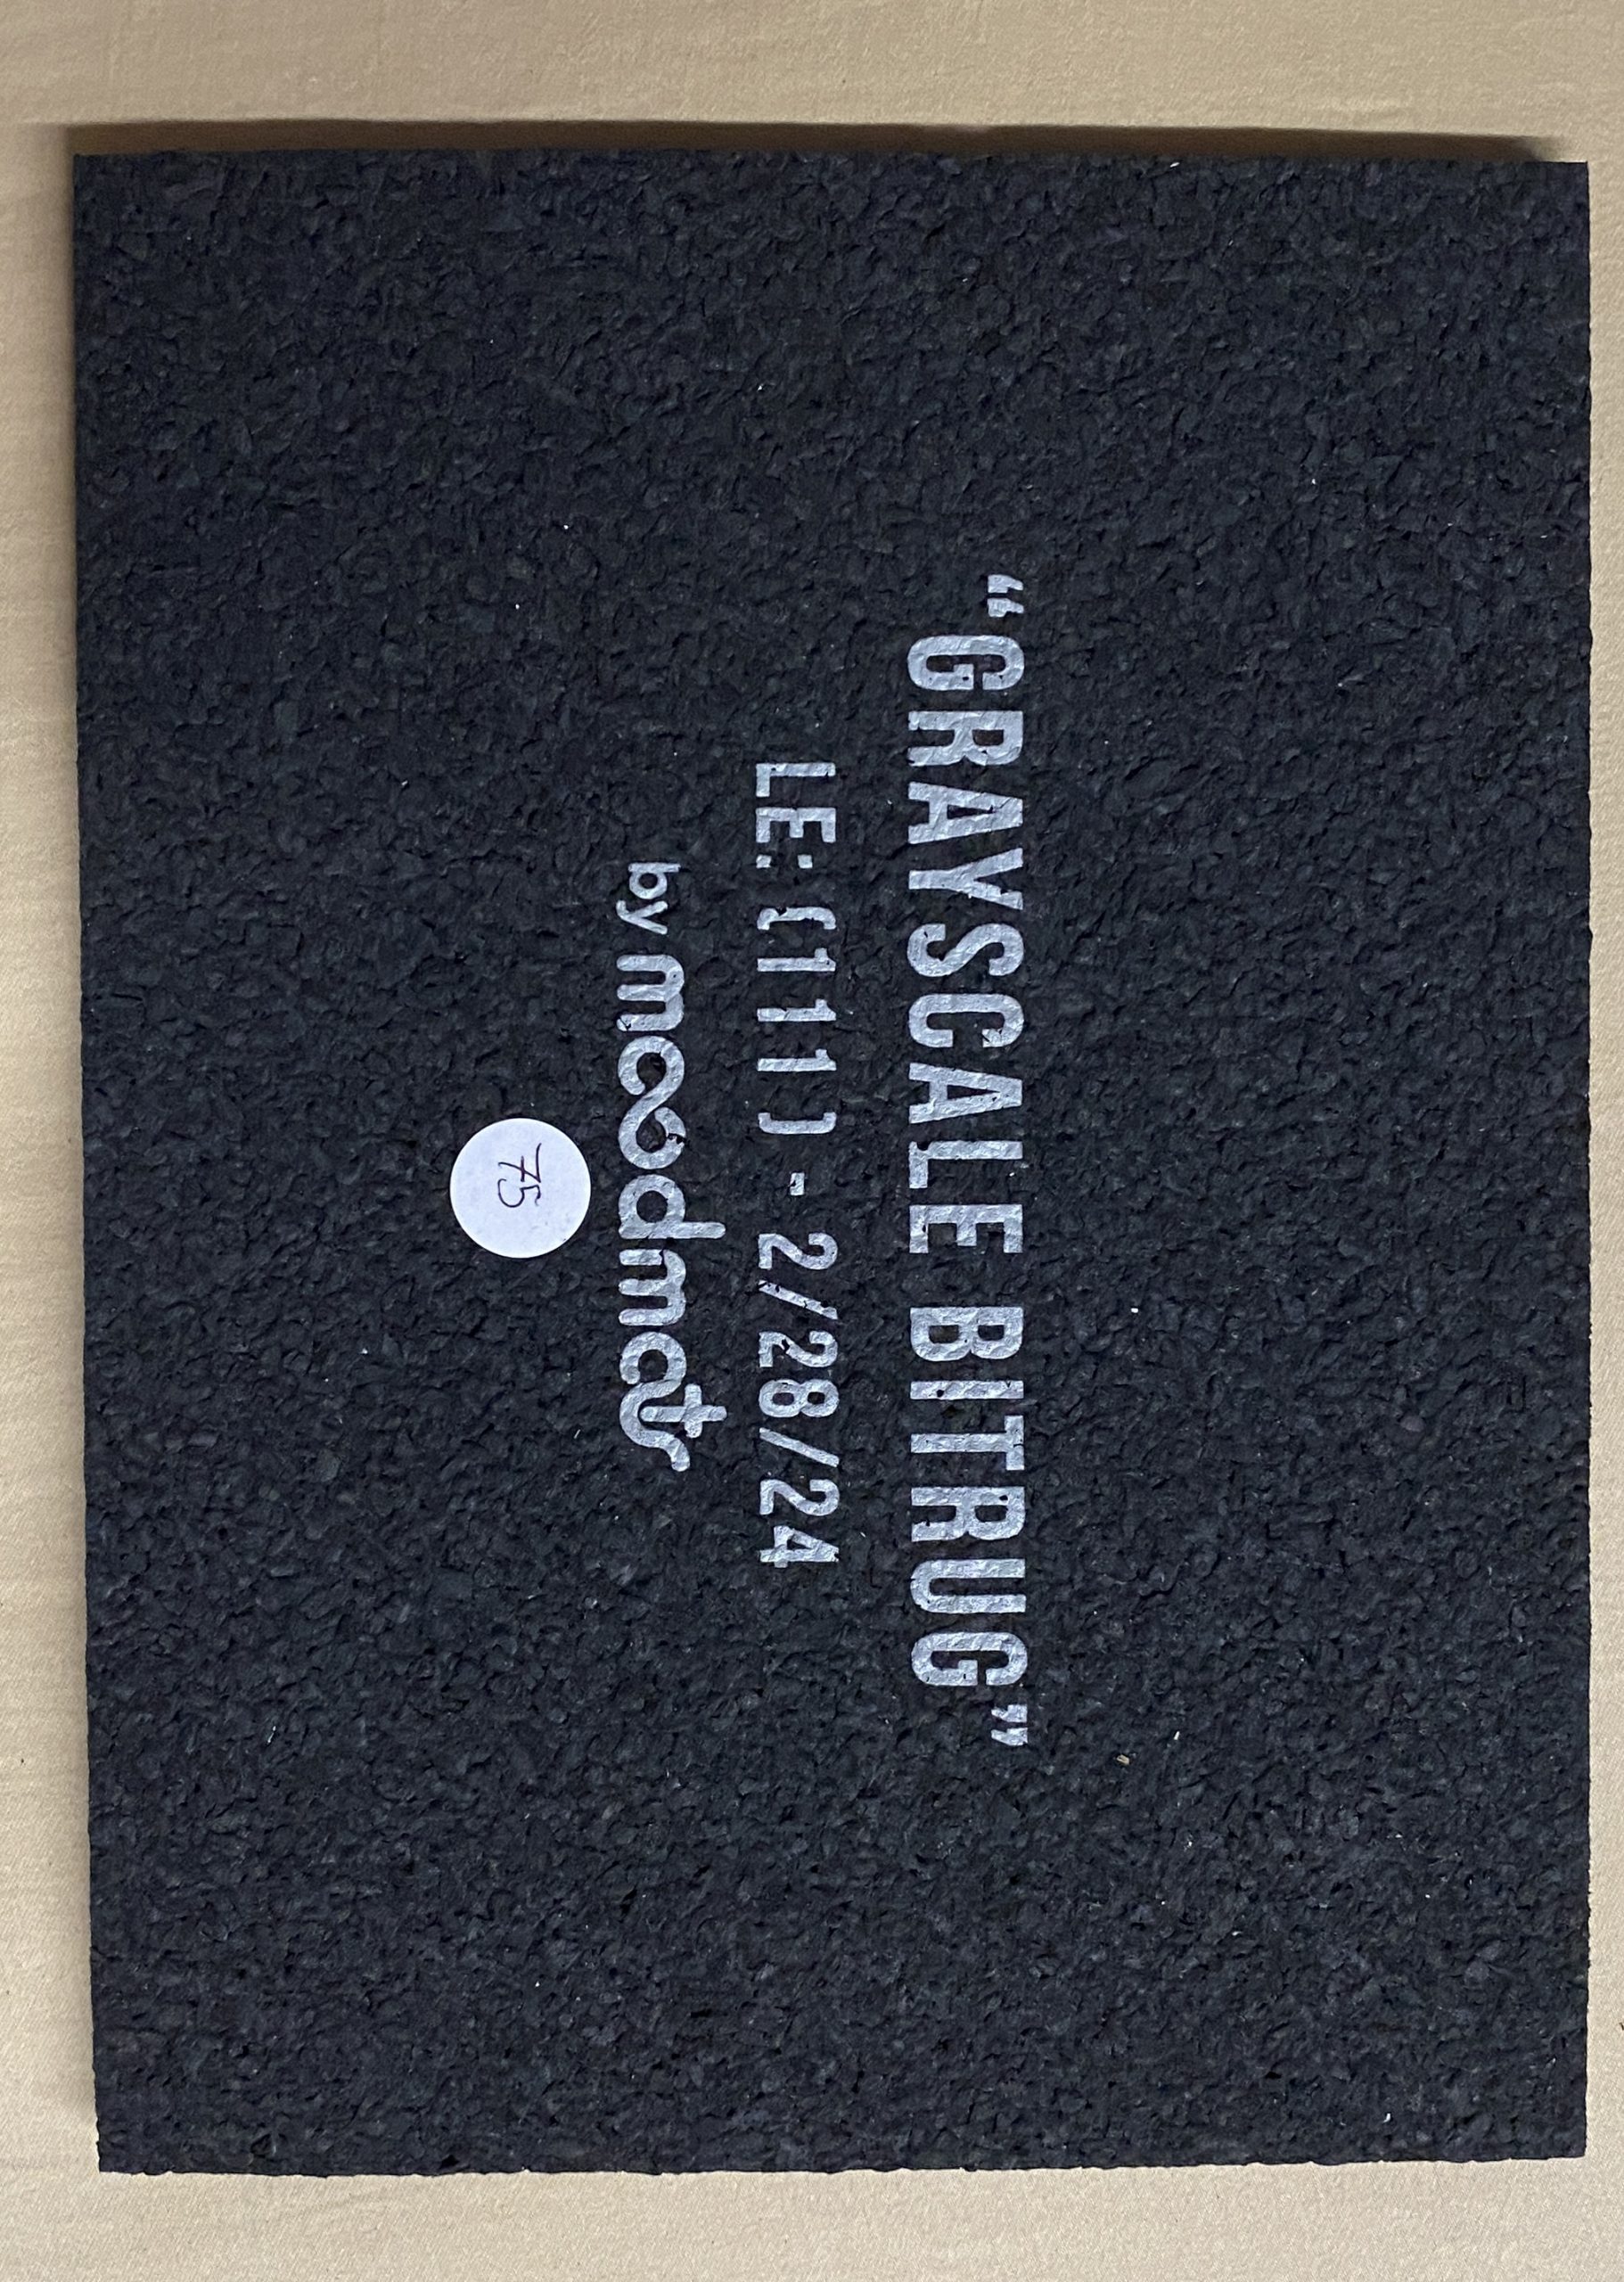 “GRAYSCALE BITRUG”
LE: (111) - 2/28/24
by moodmat
75